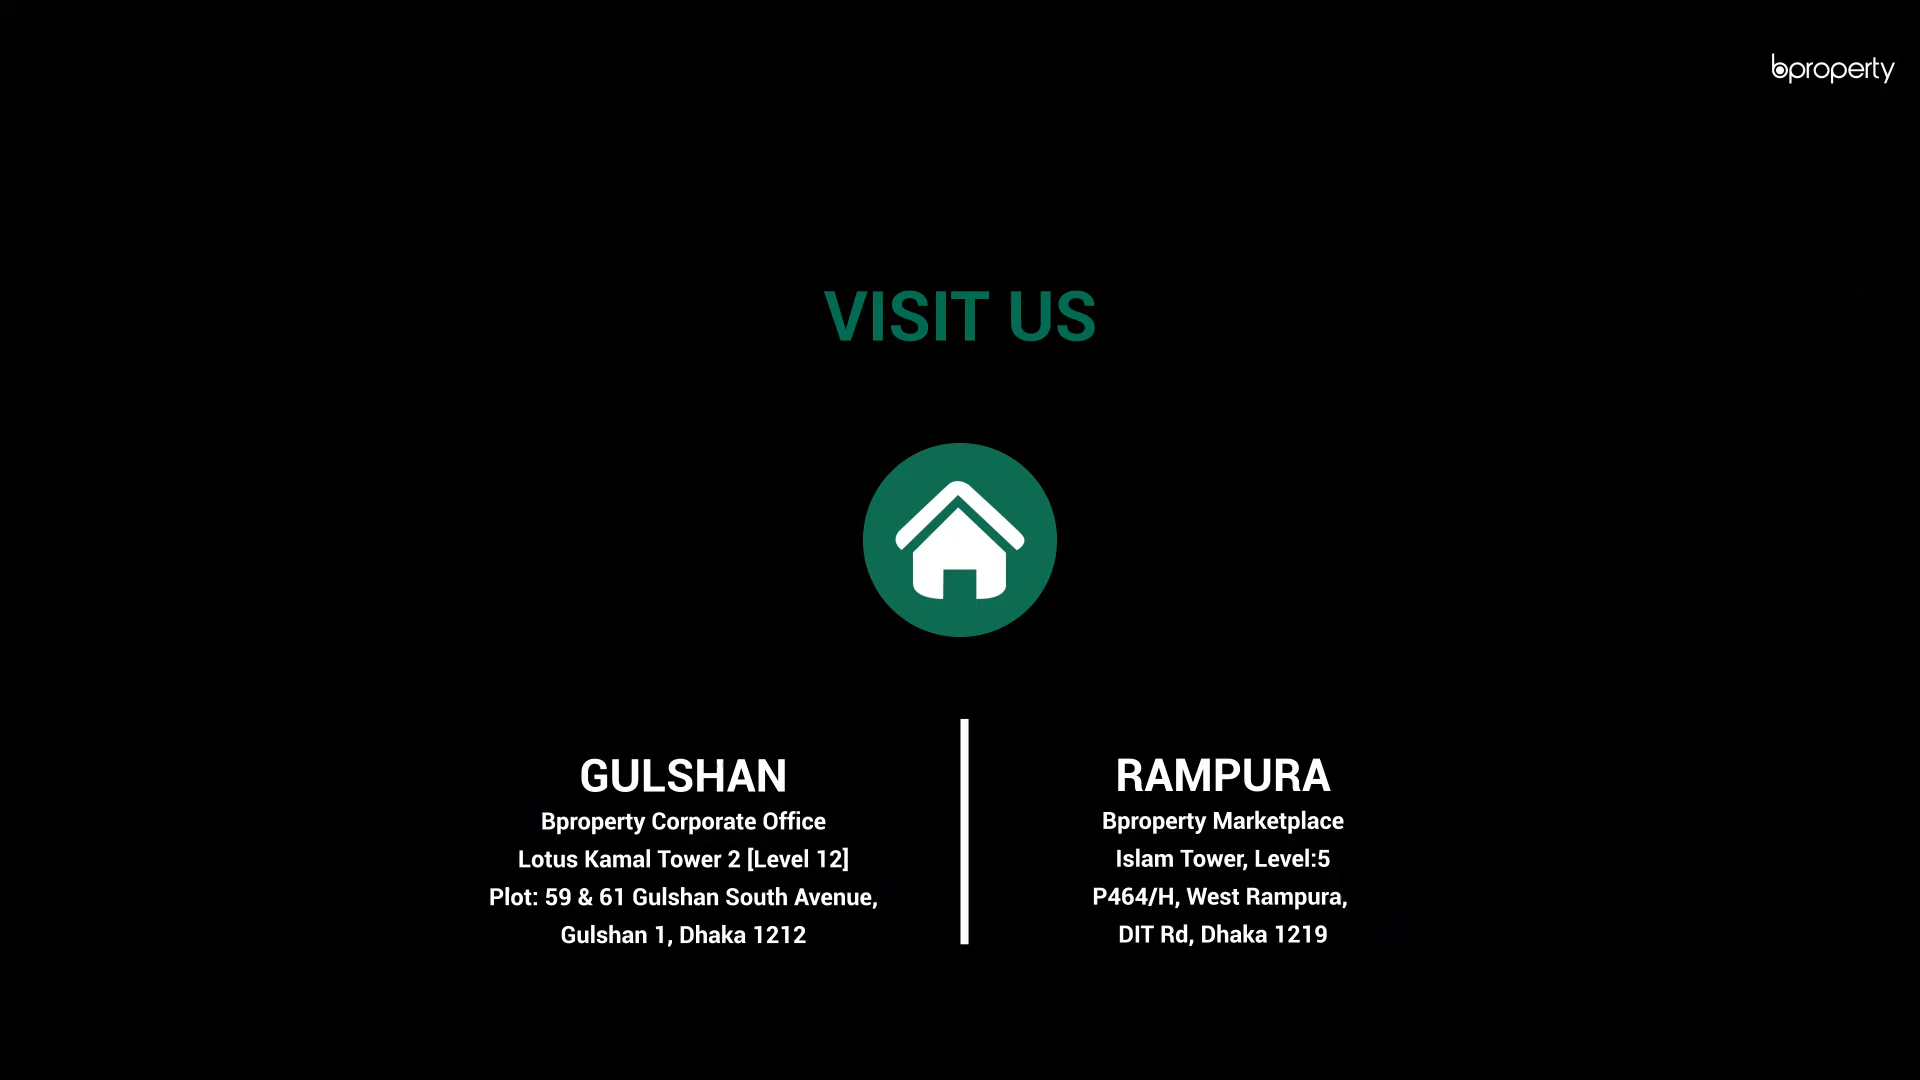 bproperty
VISIT US
GULSHAN
Bproperty Corporate Office
Lotus Kamal Tower 2 [Level 12]
Plot: 59 & 61 Gulshan South Avenue,
Gulshan 1, Dhaka 1212
RAMPURA
Bproperty Marketplace
Islam Tower, Level:5
P464/H, West Rampura,
DIT Rd, Dhaka 1219